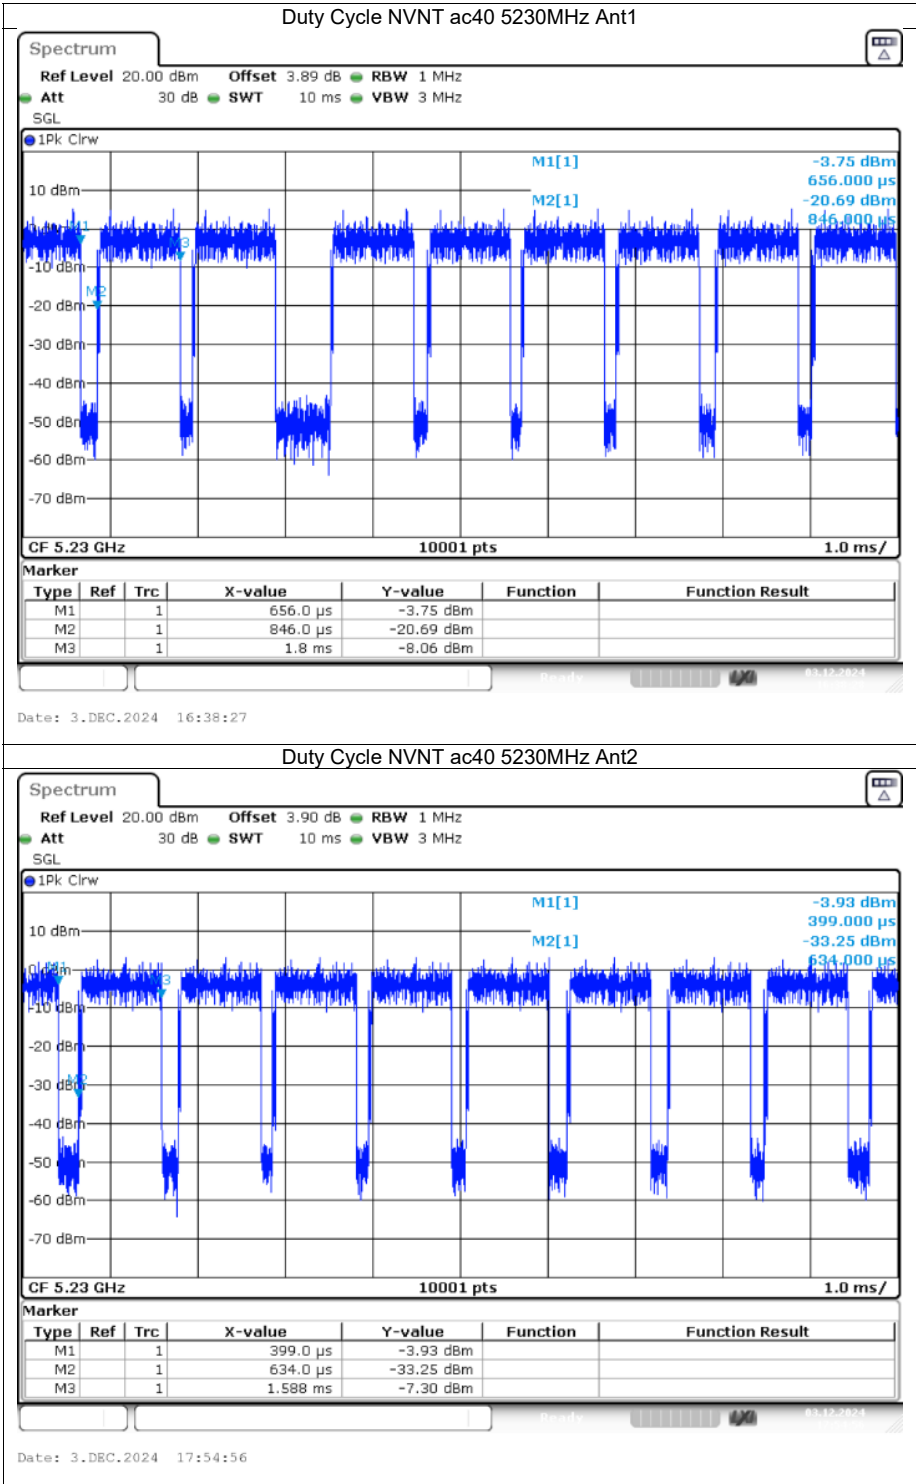 Duty Cycle NVNT ac40 5230MHz Ant1
Spectrum
Ref Level 20.00 dBm Offset 3.89 dB RBW 1 MHz
Att 30 dB SWT 10 ms VBW 3 MHz
SGL
1Pk Clrw
M1[1] -3.75 dBm
656.000 µs
10 dBm
M2[1] -20.69 dBm
846.000 µs
M1
M3
-10 dBm
M2
-20 dBm
-30 dBm
-40 dBm
-50 dBm
-60 dBm
-70 dBm
CF 5.23 GHz 10001 pts 1.0 ms/
Marker
Type Ref Trc X-value Y-value Function Function Result
M1 1 656.0 µs -3.75 dBm
M2 1 846.0 µs -20.69 dBm
M3 1 1.8 ms -8.06 dBm
Ready 03.12.2024
Date: 3.DEC.2024 16:38:27
Duty Cycle NVNT ac40 5230MHz Ant2
Spectrum
Ref Level 20.00 dBm Offset 3.90 dB RBW 1 MHz
Att 30 dB SWT 10 ms VBW 3 MHz
SGL
1Pk Clrw
M1[1] -3.93 dBm
399.000 µs
10 dBm
M2[1] -33.25 dBm
634.000 µs
0 dBm
M1
M3
-10 dBm
-20 dBm
-30 dBm
M2
-40 dBm
-50
-60 dBm
-70 dBm
CF 5.23 GHz 10001 pts 1.0 ms/
Marker
Type Ref Trc X-value Y-value Function Function Result
M1 1 399.0 µs -3.93 dBm
M2 1 634.0 µs -33.25 dBm
M3 1 1.588 ms -7.30 dBm
Ready 03.12.2024
Date: 3.DEC.2024 17:54:56